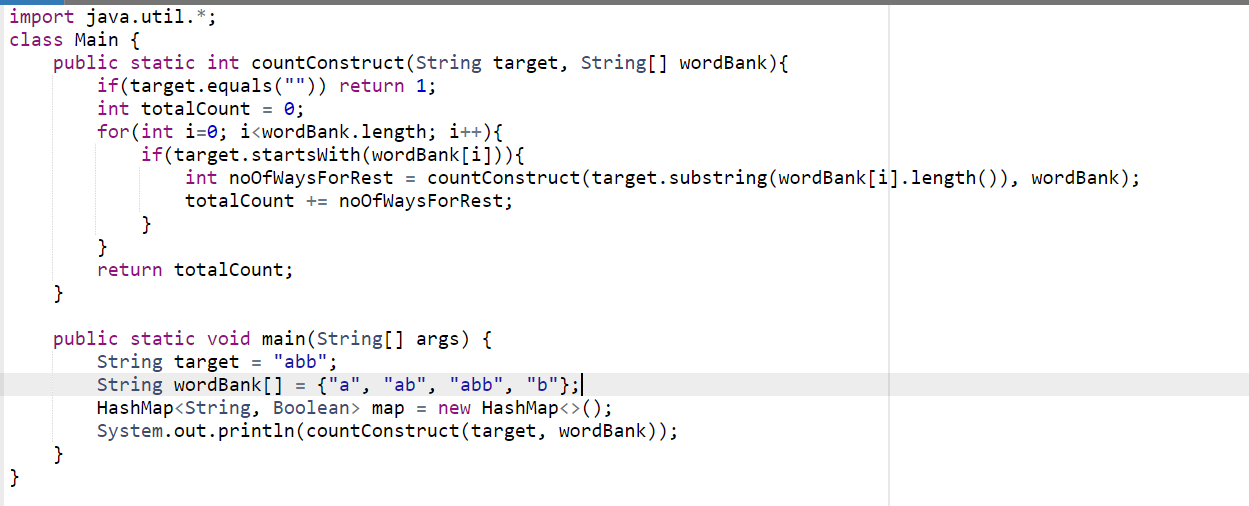 import java.util.*;
class Main {
    public static int countConstruct(String target, String[] wordBank){
        if(target.equals("")) return 1;
        int totalCount = 0;
        for(int i=0; i<wordBank.length; i++){
            if(target.startsWith(wordBank[i])){
                int noOfWaysForRest = countConstruct(target.substring(wordBank[i].length()), wordBank);
                totalCount += noOfWaysForRest;
            }
        }
        return totalCount;
    }

    public static void main(String[] args) {
        String target = "abb";
        String wordBank[] = {"a", "ab", "abb", "b"};
        HashMap<String, Boolean> map = new HashMap<>();
        System.out.println(countConstruct(target, wordBank));
    }
}